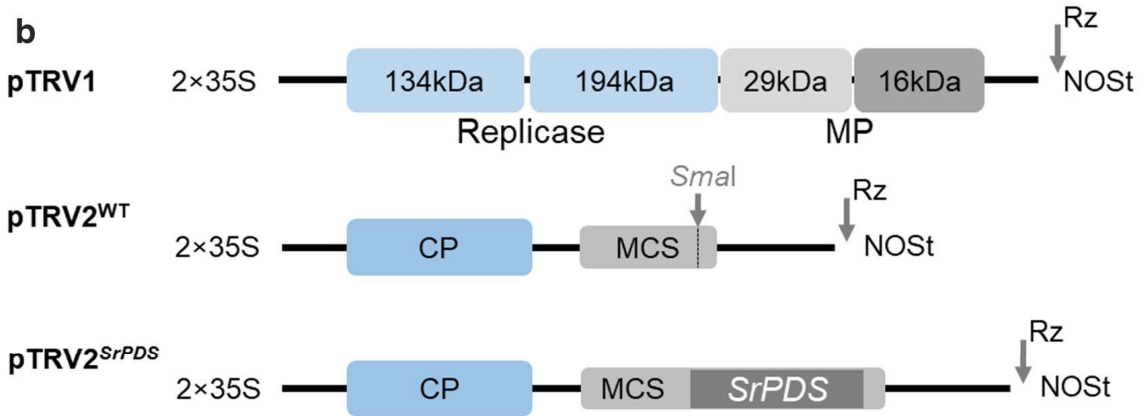 b
Rz
pTRV1 2×35S 134kDa 194kDa 29kDa 16kDa NOSt
Replicase MP
SmaI
Rz
pTRV2WT 2×35S CP MCS NOSt
Rz
pTRV2SrPDS 2×35S CP MCS SrPDS NOSt